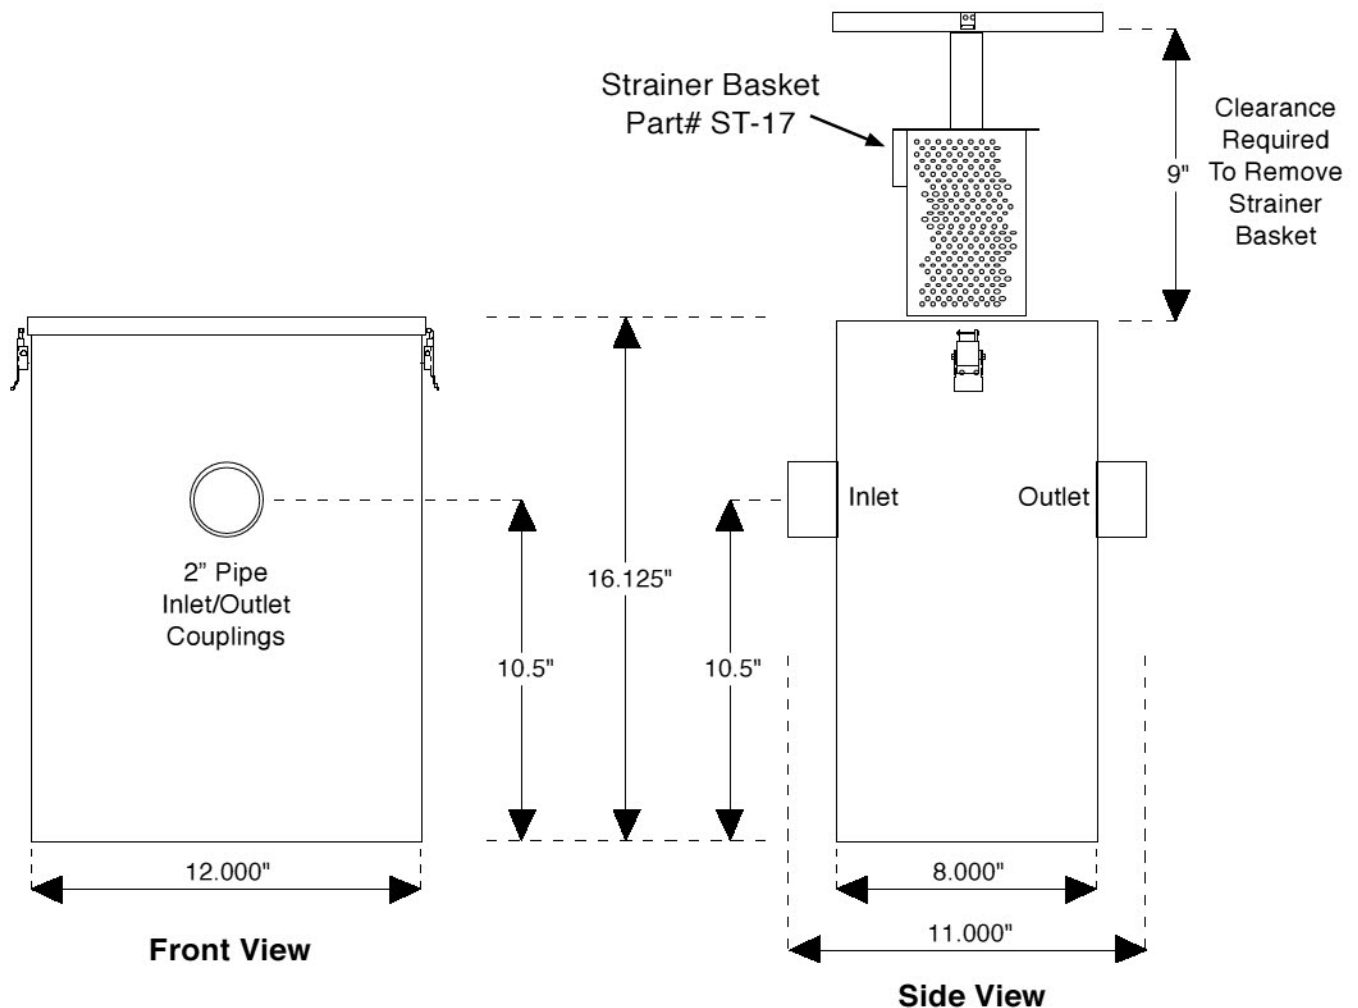 Strainer Basket
Part# ST-17
Clearance
Required
To Remove
Strainer
Basket
9"
Inlet
Outlet
2” Pipe
Inlet/Outlet
Couplings
16.125"
10.5"
10.5"
12.000"
8.000"
11.000"
Front View
Side View